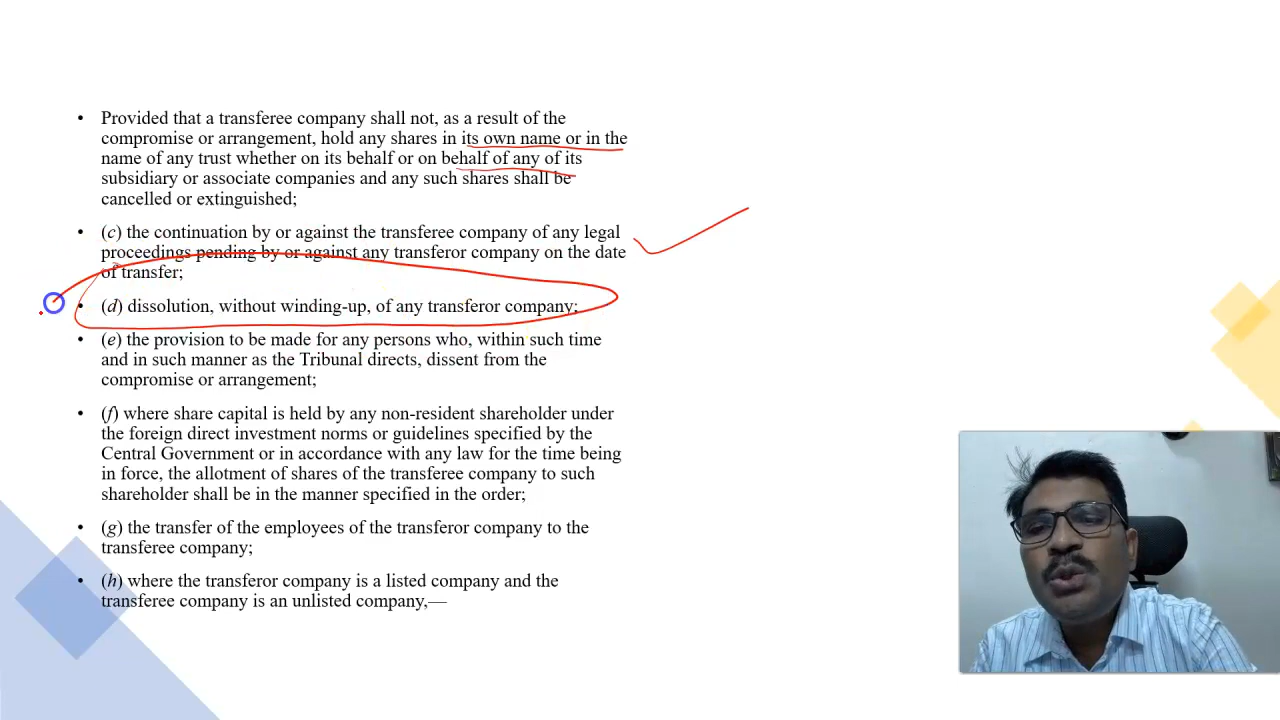 • Provided that a transferee company shall not, as a result of the
compromise or arrangement, hold any shares in its own name or in the
name of any trust whether on its behalf or on behalf of any of its
subsidiary or associate companies and any such shares shall be
cancelled or extinguished;
• (c) the continuation by or against the transferee company of any legal
proceedings pending by or against any transferor company on the date
of transfer;
• (d) dissolution, without winding-up, of any transferor company;
• (e) the provision to be made for any persons who, within such time
and in such manner as the Tribunal directs, dissent from the
compromise or arrangement;
• (f) where share capital is held by any non-resident shareholder under
the foreign direct investment norms or guidelines specified by the
Central Government or in accordance with any law for the time being
in force, the allotment of shares of the transferee company to such
shareholder shall be in the manner specified in the order;
• (g) the transfer of the employees of the transferor company to the
transferee company;
• (h) where the transferor company is a listed company and the
transferee company is an unlisted company,—